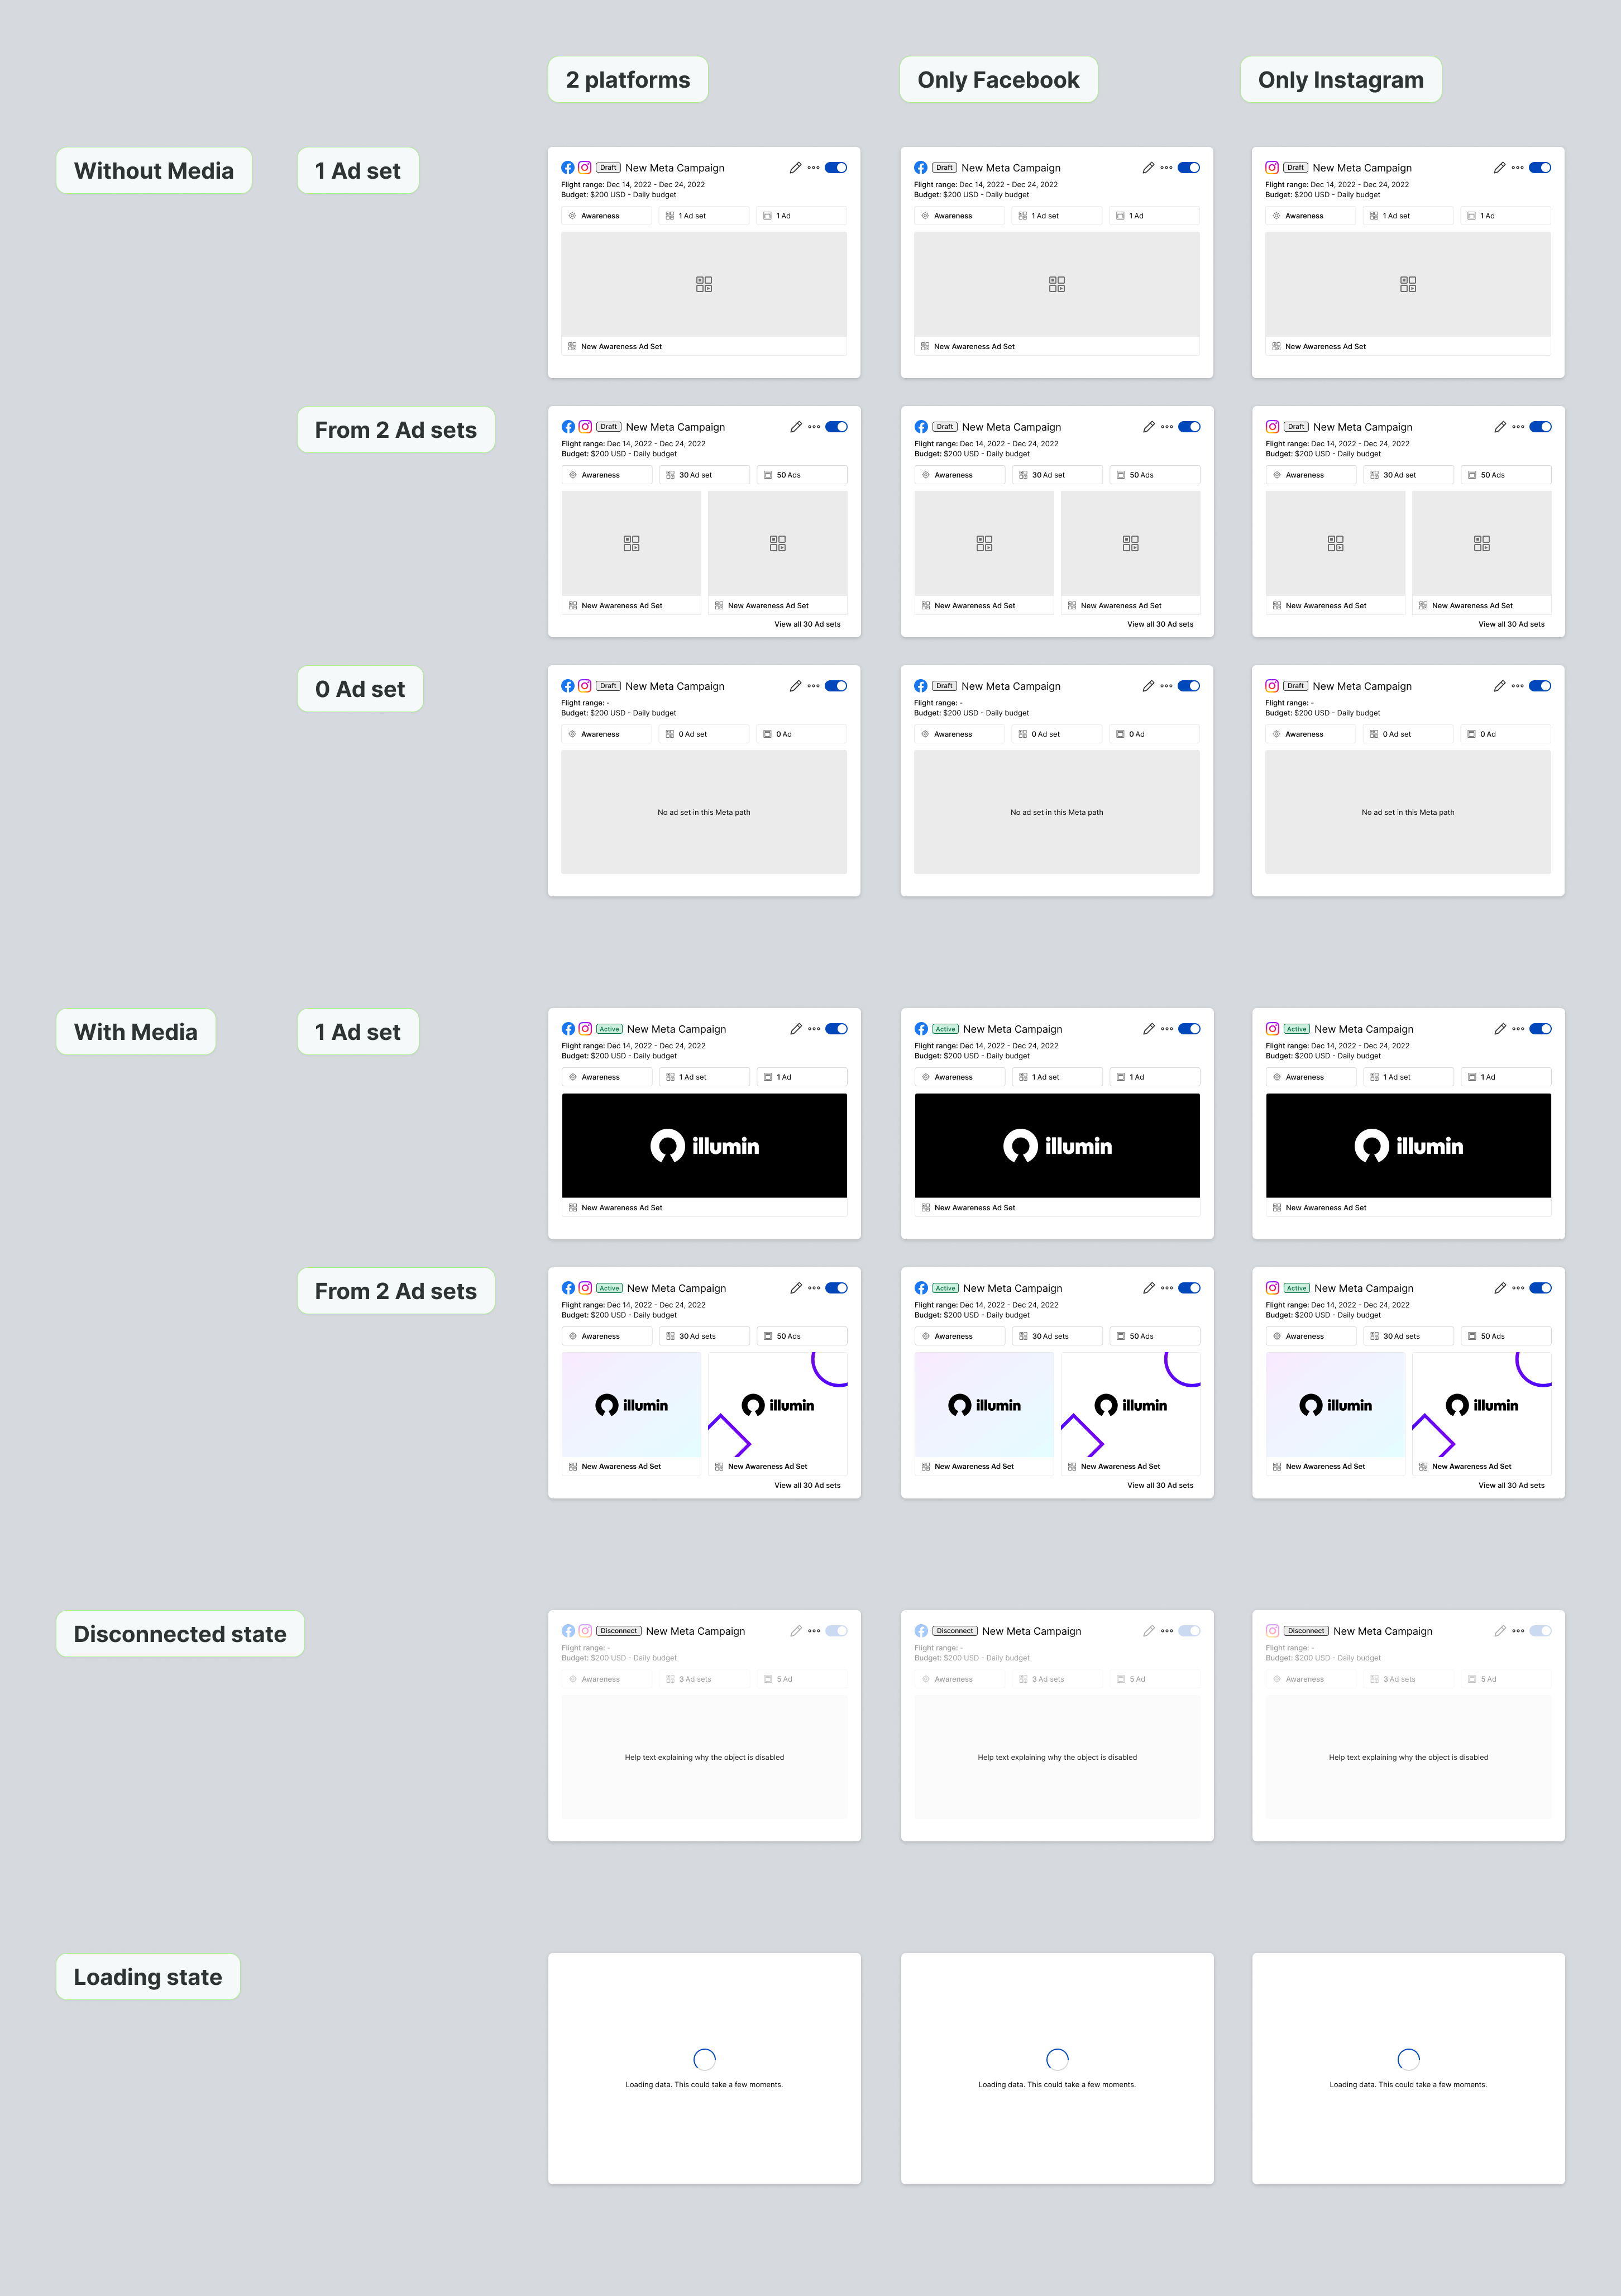 2 platforms
Only Facebook
Only Instagram
Without Media
1 Ad set
Draft New Meta Campaign
Flight range: Dec 14, 2022 - Dec 24, 2022
Budget: $200 USD - Daily budget
Awareness 1 Ad set 1 Ad
New Awareness Ad Set
Draft New Meta Campaign
Flight range: Dec 14, 2022 - Dec 24, 2022
Budget: $200 USD - Daily budget
Awareness 1 Ad set 1 Ad
New Awareness Ad Set
Draft New Meta Campaign
Flight range: Dec 14, 2022 - Dec 24, 2022
Budget: $200 USD - Daily budget
Awareness 1 Ad set 1 Ad
New Awareness Ad Set
From 2 Ad sets
Draft New Meta Campaign
Flight range: Dec 14, 2022 - Dec 24, 2022
Budget: $200 USD - Daily budget
Awareness 30 Ad set 50 Ads
New Awareness Ad Set New Awareness Ad Set
View all 30 Ad sets
Draft New Meta Campaign
Flight range: Dec 14, 2022 - Dec 24, 2022
Budget: $200 USD - Daily budget
Awareness 30 Ad set 50 Ads
New Awareness Ad Set New Awareness Ad Set
View all 30 Ad sets
Draft New Meta Campaign
Flight range: Dec 14, 2022 - Dec 24, 2022
Budget: $200 USD - Daily budget
Awareness 30 Ad set 50 Ads
New Awareness Ad Set New Awareness Ad Set
View all 30 Ad sets
0 Ad set
Draft New Meta Campaign
Flight range: -
Budget: $200 USD - Daily budget
Awareness 0 Ad set 0 Ad
No ad set in this Meta path
Draft New Meta Campaign
Flight range: -
Budget: $200 USD - Daily budget
Awareness 0 Ad set 0 Ad
No ad set in this Meta path
Draft New Meta Campaign
Flight range: -
Budget: $200 USD - Daily budget
Awareness 0 Ad set 0 Ad
No ad set in this Meta path
With Media
1 Ad set
Active New Meta Campaign
Flight range: Dec 14, 2022 - Dec 24, 2022
Budget: $200 USD - Daily budget
Awareness 1 Ad set 1 Ad
illumin
New Awareness Ad Set
Active New Meta Campaign
Flight range: Dec 14, 2022 - Dec 24, 2022
Budget: $200 USD - Daily budget
Awareness 1 Ad set 1 Ad
illumin
New Awareness Ad Set
Active New Meta Campaign
Flight range: Dec 14, 2022 - Dec 24, 2022
Budget: $200 USD - Daily budget
Awareness 1 Ad set 1 Ad
illumin
New Awareness Ad Set
From 2 Ad sets
Active New Meta Campaign
Flight range: Dec 14, 2022 - Dec 24, 2022
Budget: $200 USD - Daily budget
Awareness 30 Ad sets 50 Ads
illumin illumin
New Awareness Ad Set New Awareness Ad Set
View all 30 Ad sets
Active New Meta Campaign
Flight range: Dec 14, 2022 - Dec 24, 2022
Budget: $200 USD - Daily budget
Awareness 30 Ad sets 50 Ads
illumin illumin
New Awareness Ad Set New Awareness Ad Set
View all 30 Ad sets
Active New Meta Campaign
Flight range: Dec 14, 2022 - Dec 24, 2022
Budget: $200 USD - Daily budget
Awareness 30 Ad sets 50 Ads
illumin illumin
New Awareness Ad Set New Awareness Ad Set
View all 30 Ad sets
Disconnected state
Disconnect New Meta Campaign
Flight range: -
Budget: $200 USD - Daily budget
Awareness 3 Ad sets 5 Ad
Help text explaining why the object is disabled
Disconnect New Meta Campaign
Flight range: -
Budget: $200 USD - Daily budget
Awareness 3 Ad sets 5 Ad
Help text explaining why the object is disabled
Disconnect New Meta Campaign
Flight range: -
Budget: $200 USD - Daily budget
Awareness 3 Ad sets 5 Ad
Help text explaining why the object is disabled
Loading state
Loading data. This could take a few moments.
Loading data. This could take a few moments.
Loading data. This could take a few moments.